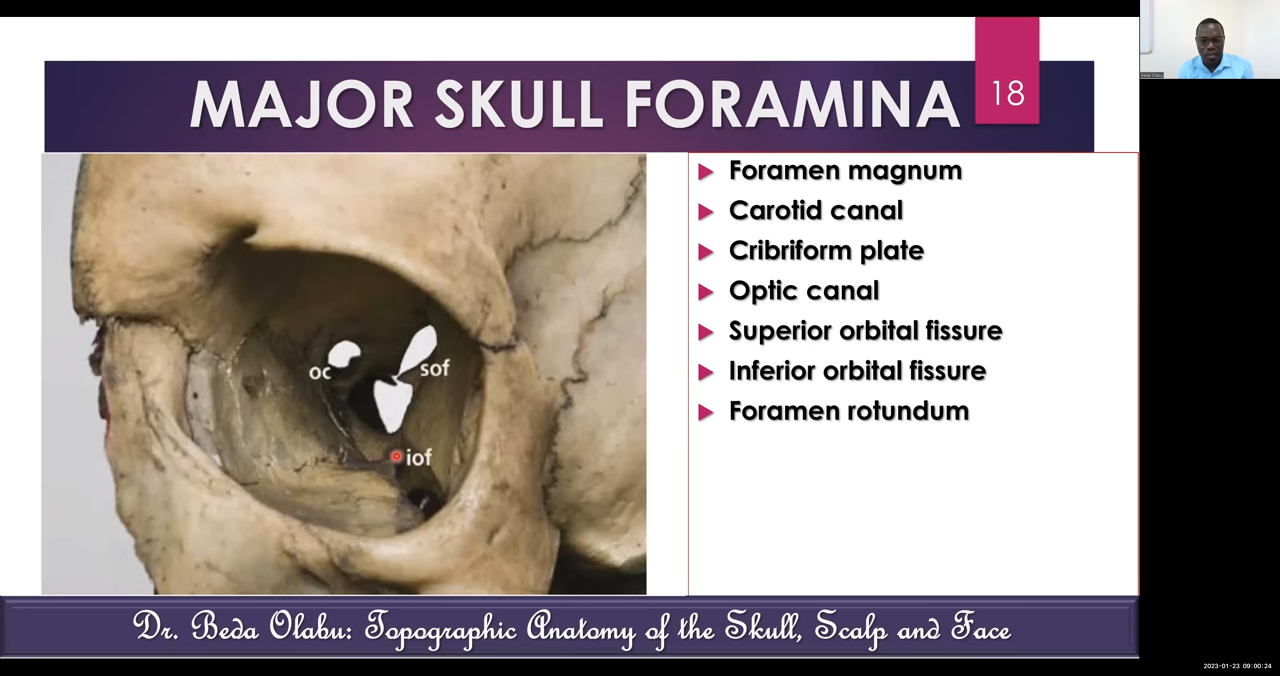 MAJOR SKULL FORAMINA
18
Foramen magnum
Carotid canal
Cribriform plate
Optic canal
Superior orbital fissure
Inferior orbital fissure
Foramen rotundum
oc
sof
iof
Dr. Beda Olabu: Topographic Anatomy of the Skull, Scalp and Face
Beda Olabu
2023-01-23 09:00:24